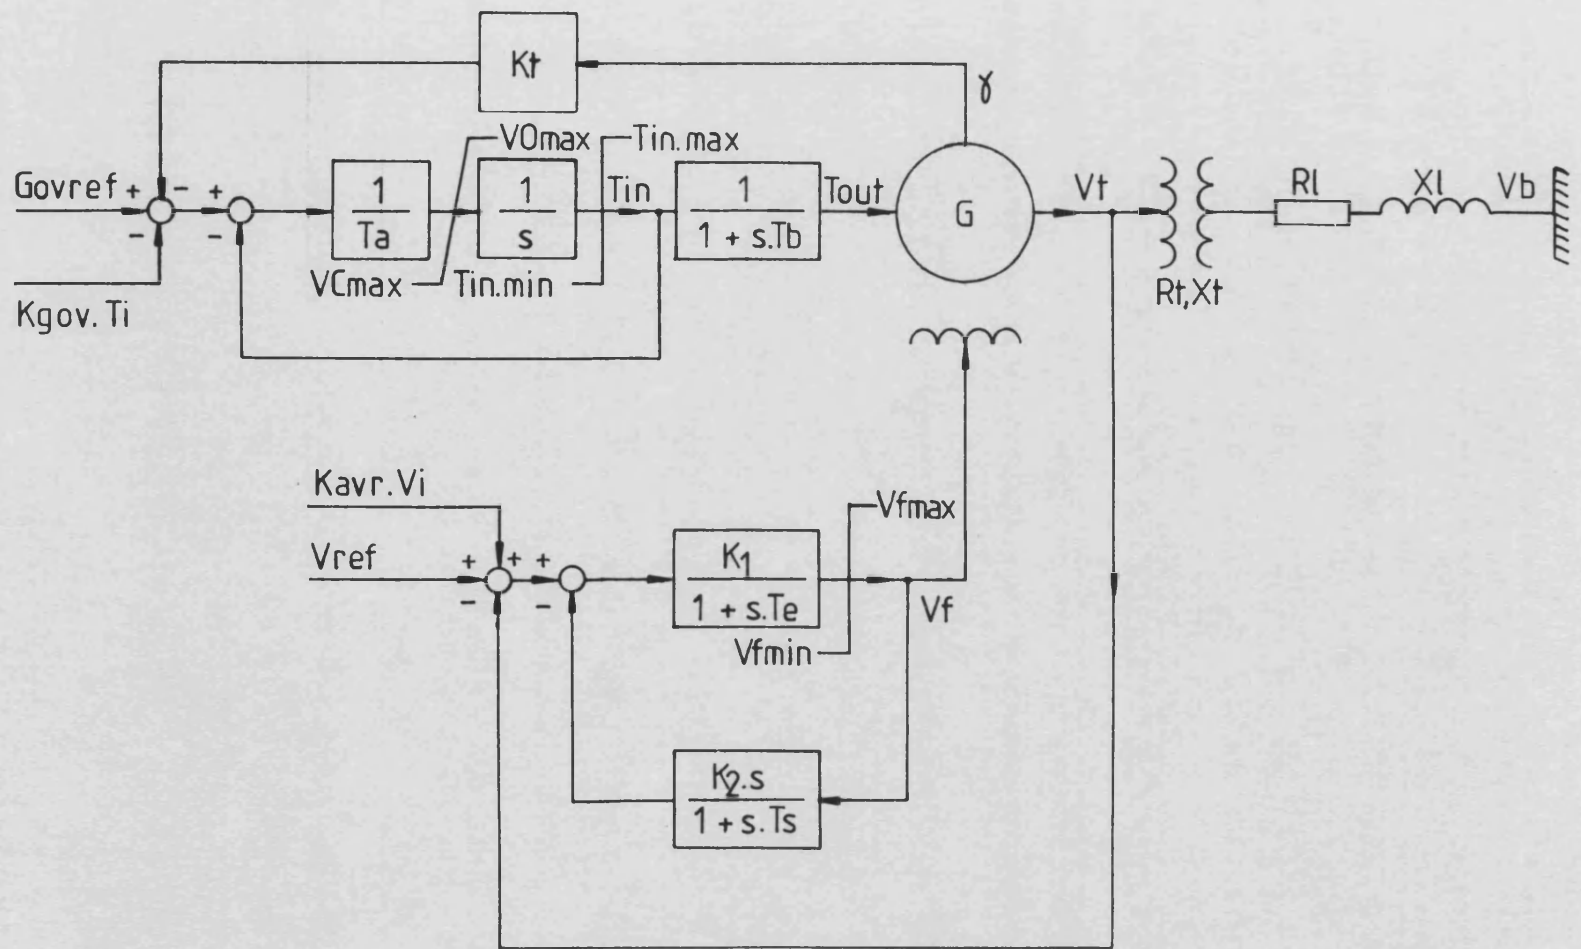 Kt
γ
VOmax
Tin.max
Govref + - +
1
Ta
1
s
Tin
1
1 + s.Tb
Tout
G
Vt
Rl
Xl
Vb
- -
VCmax
Tin.min
Rt,Xt
Kgov.Ti
Kavr.Vi
Vfmax
Vref + + +
K1
1 + s.Te
- -
Vf
Vfmin
K2.s
1 + s.Ts